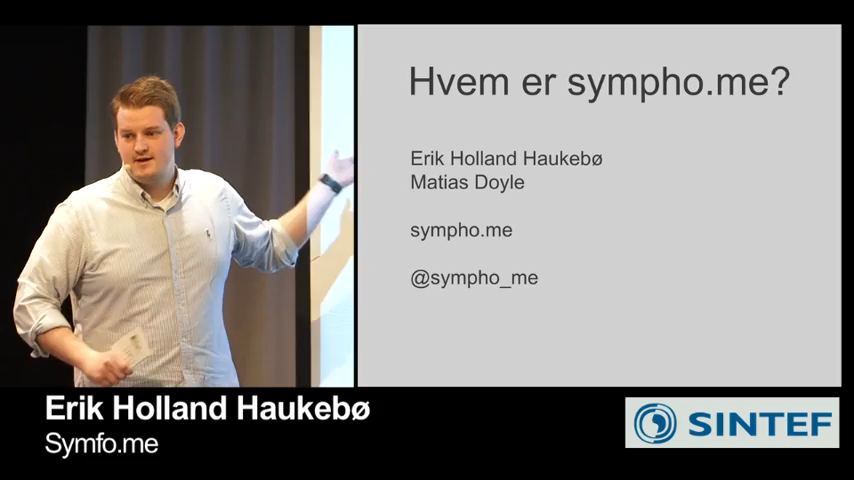 Hvem er sympho.me?
Erik Holland Haukebø
Matias Doyle
sympho.me
@sympho_me
Erik Holland Haukebø
Symfo.me
SINTEF